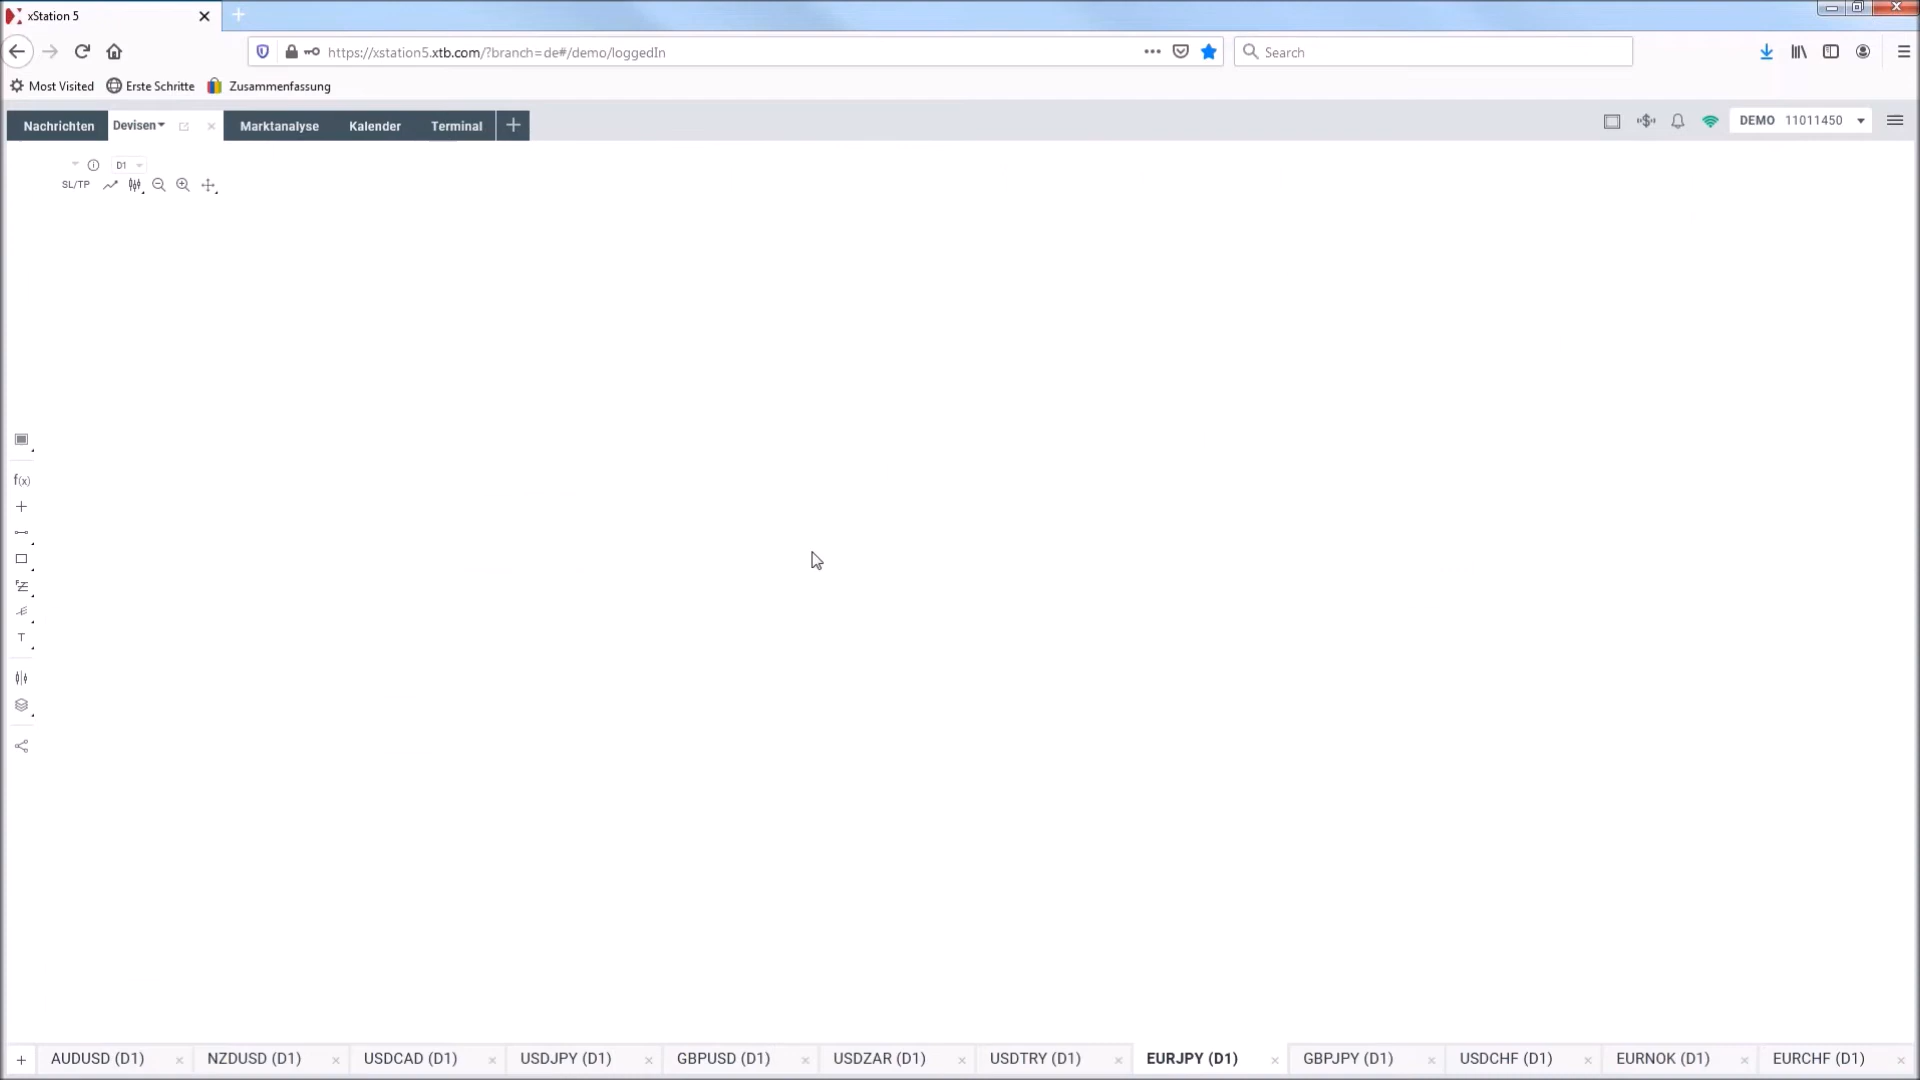 xStation 5
https://xstation5.xtb.com/?branch=de#/demo/loggedIn
Search
Most Visited
Erste Schritte
Zusammenfassung
Nachrichten
Devisen
Marktanalyse
Kalender
Terminal
DEMO 11011450
D1
SL/TP
f(x)
T
AUDUSD (D1)
NZDUSD (D1)
USDCAD (D1)
USDJPY (D1)
GBPUSD (D1)
USDZAR (D1)
USDTRY (D1)
EURJPY (D1)
GBPJPY (D1)
USDCHF (D1)
EURNOK (D1)
EURCHF (D1)